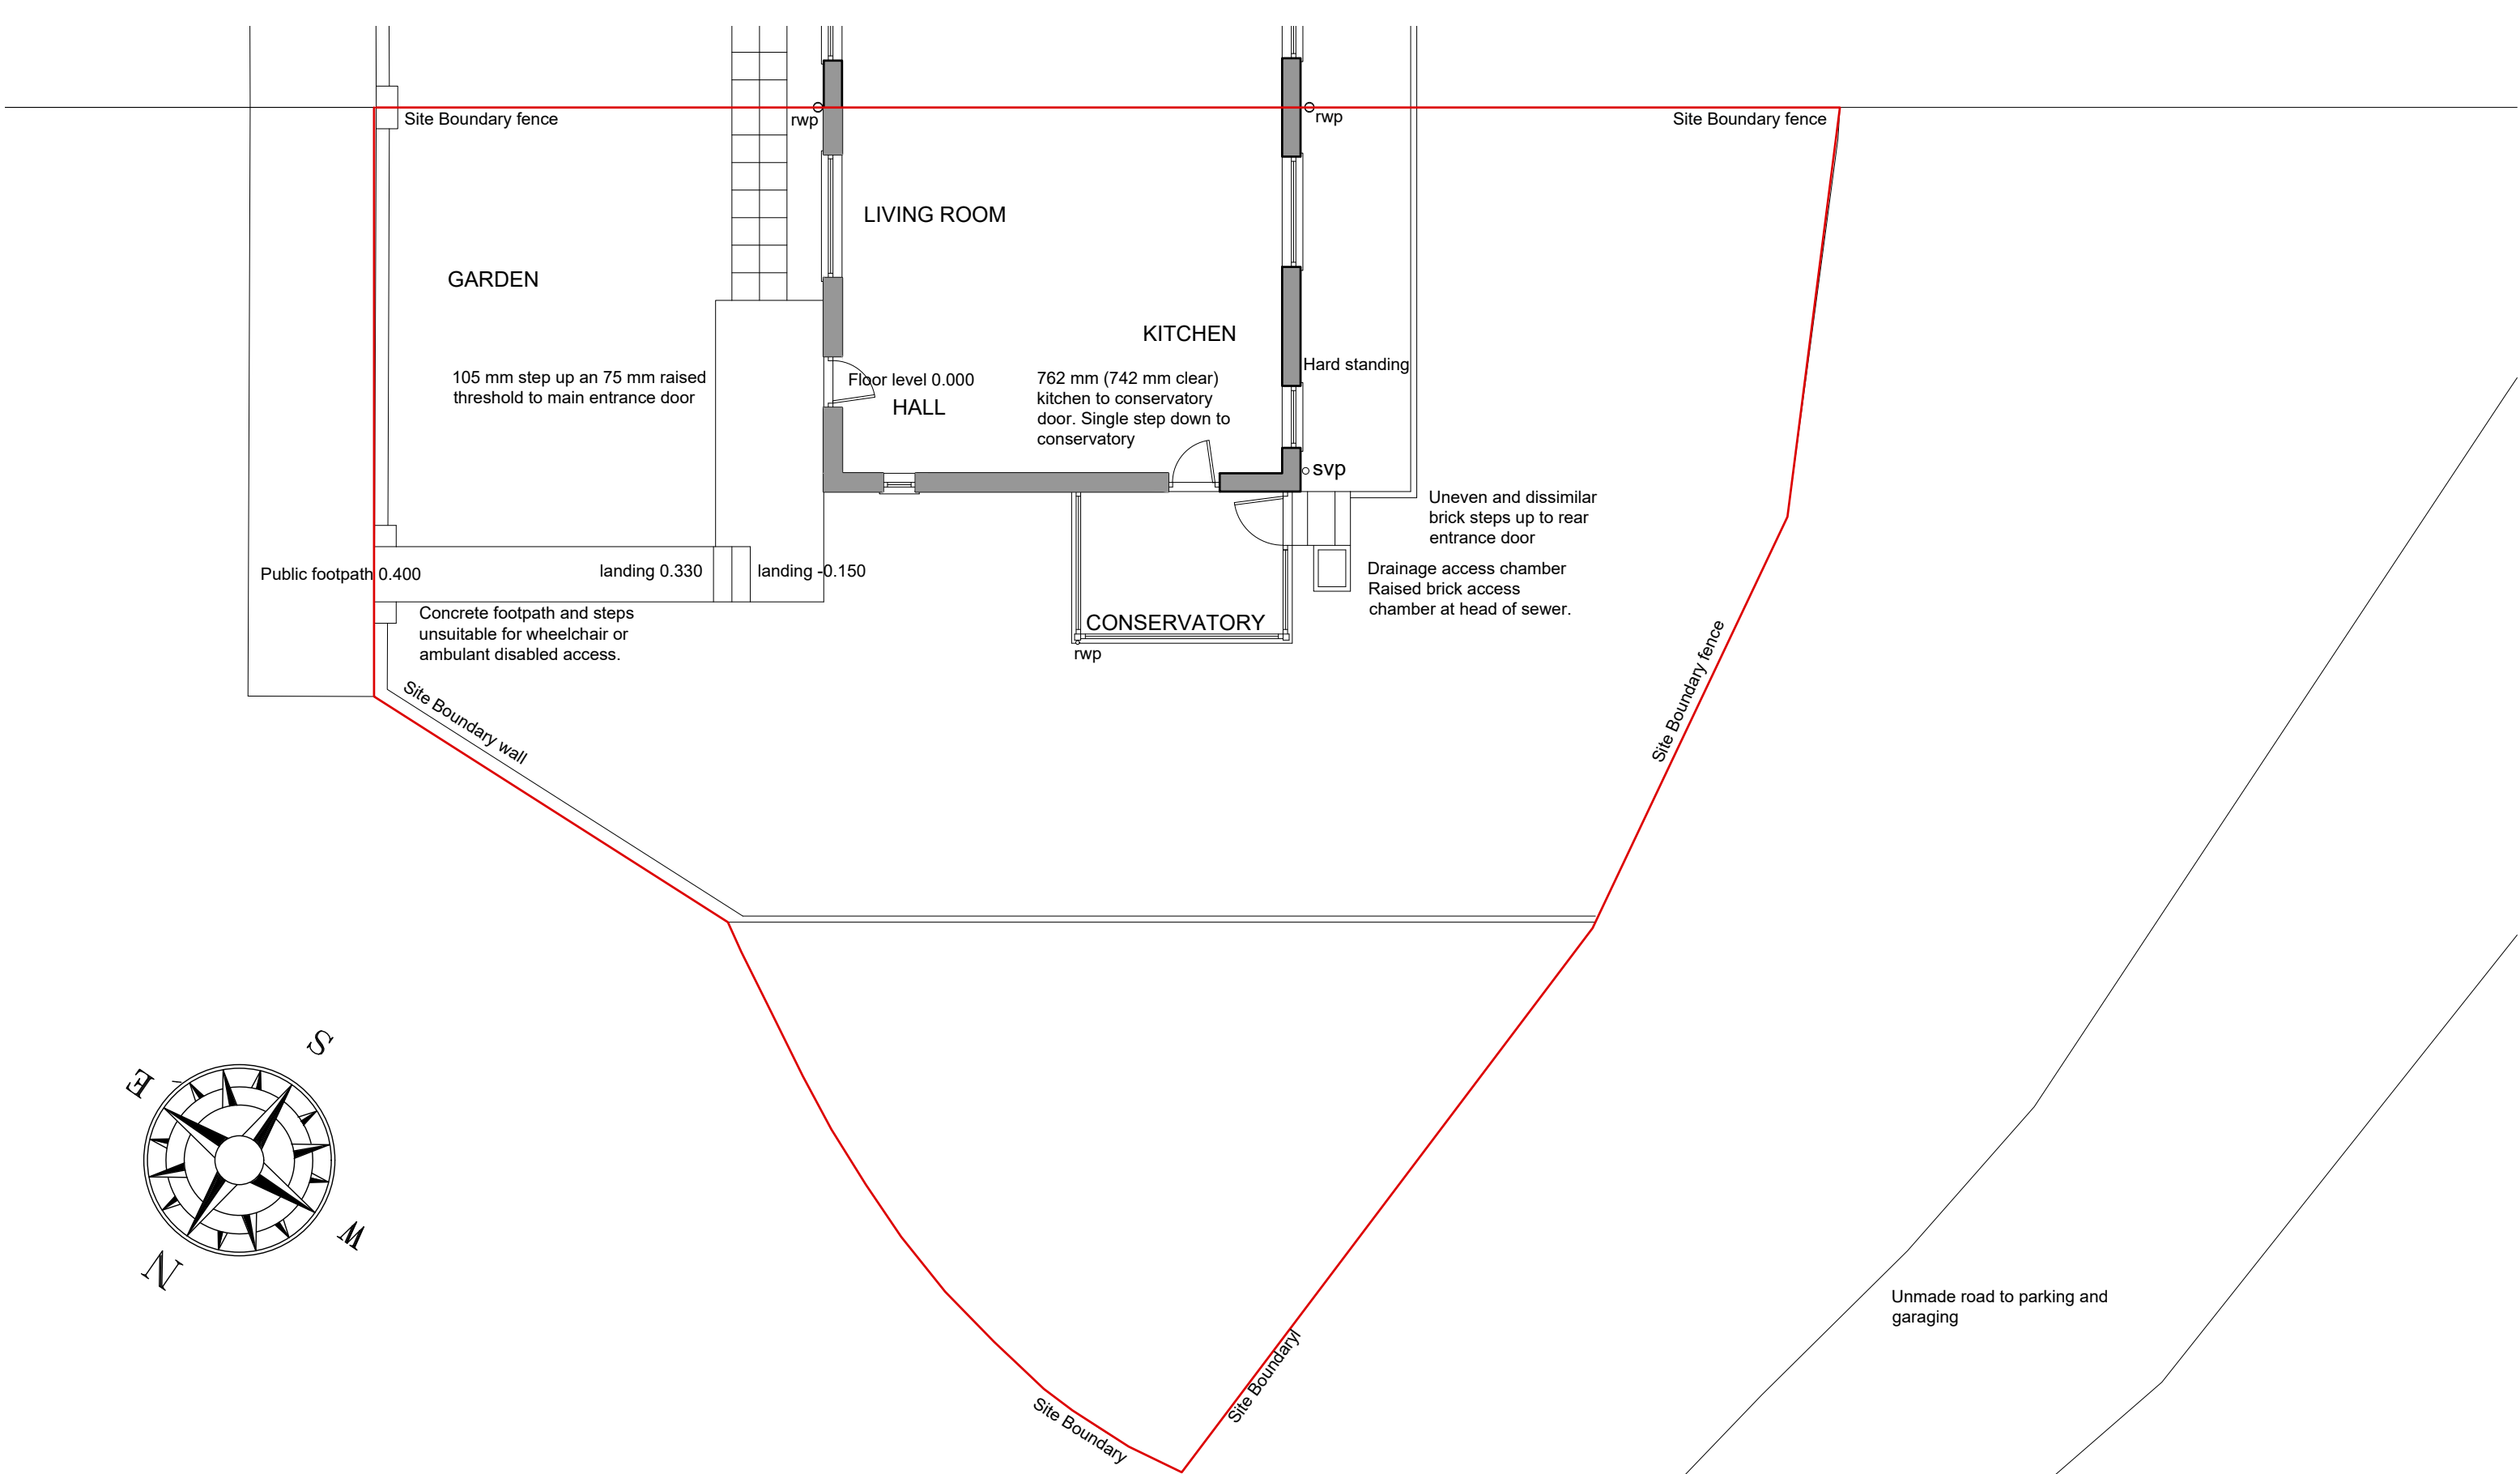 Site Boundary fence
rwp
rwp
Site Boundary fence
LIVING ROOM
GARDEN
KITCHEN
Hard standing
105 mm step up an 75 mm raised
threshold to main entrance door
Floor level 0.000
HALL
762 mm (742 mm clear)
kitchen to conservatory
door. Single step down to
conservatory
svp
Uneven and dissimilar
brick steps up to rear
entrance door
Public footpath 0.400
landing 0.330
landing -0.150
Drainage access chamber
Raised brick access
chamber at head of sewer.
Concrete footpath and steps
unsuitable for wheelchair or
ambulant disabled access.
CONSERVATORY
rwp
Site Boundary wall
Site Boundary fence
S
E
W
N
Unmade road to parking and
garaging
Site Boundary
Site Boundaryl